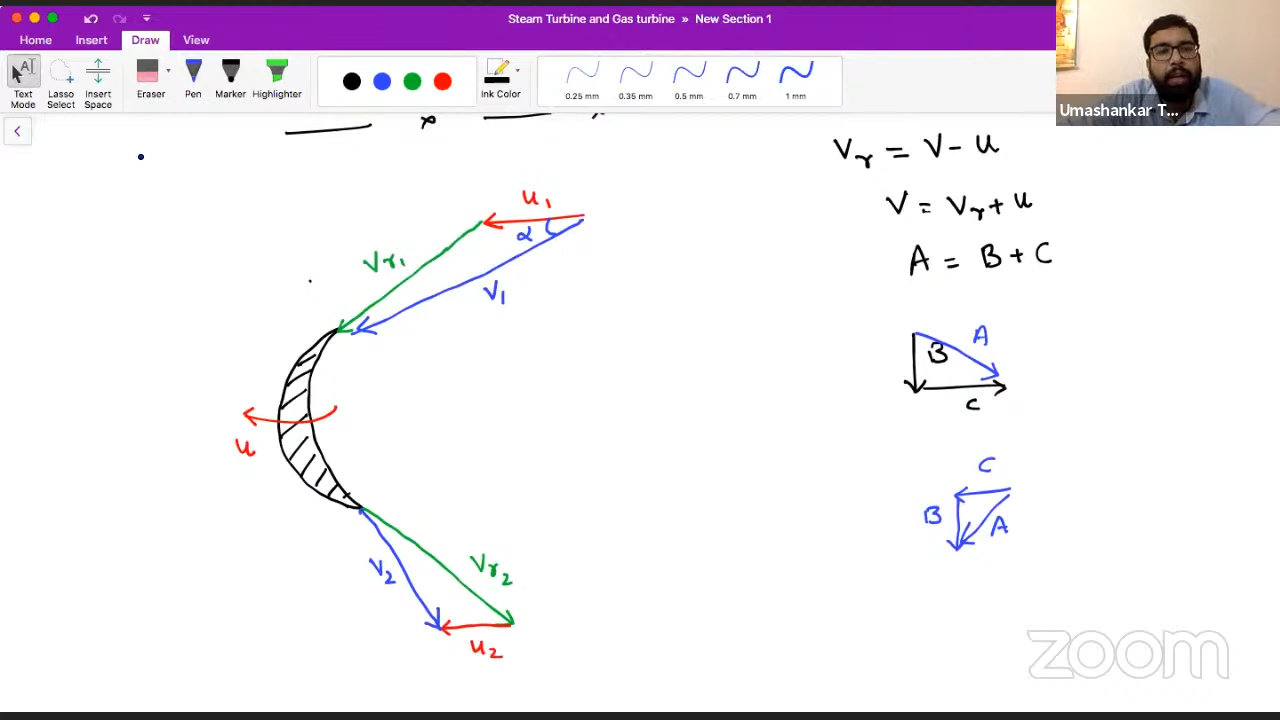 Steam Turbine and Gas turbine » New Section 1
Home Insert Draw View
Text Mode Lasso Select Insert Space Eraser Pen Marker Highlighter Ink Color 0.25 mm 0.35 mm 0.5 mm 0.7 mm 1 mm
Umashankar T...
Vr = V - u
V = Vr + u
A = B + C
u1
α
Vr1
V1
u
V2
Vr2
u2
A
B
C
C
B
A
zoom